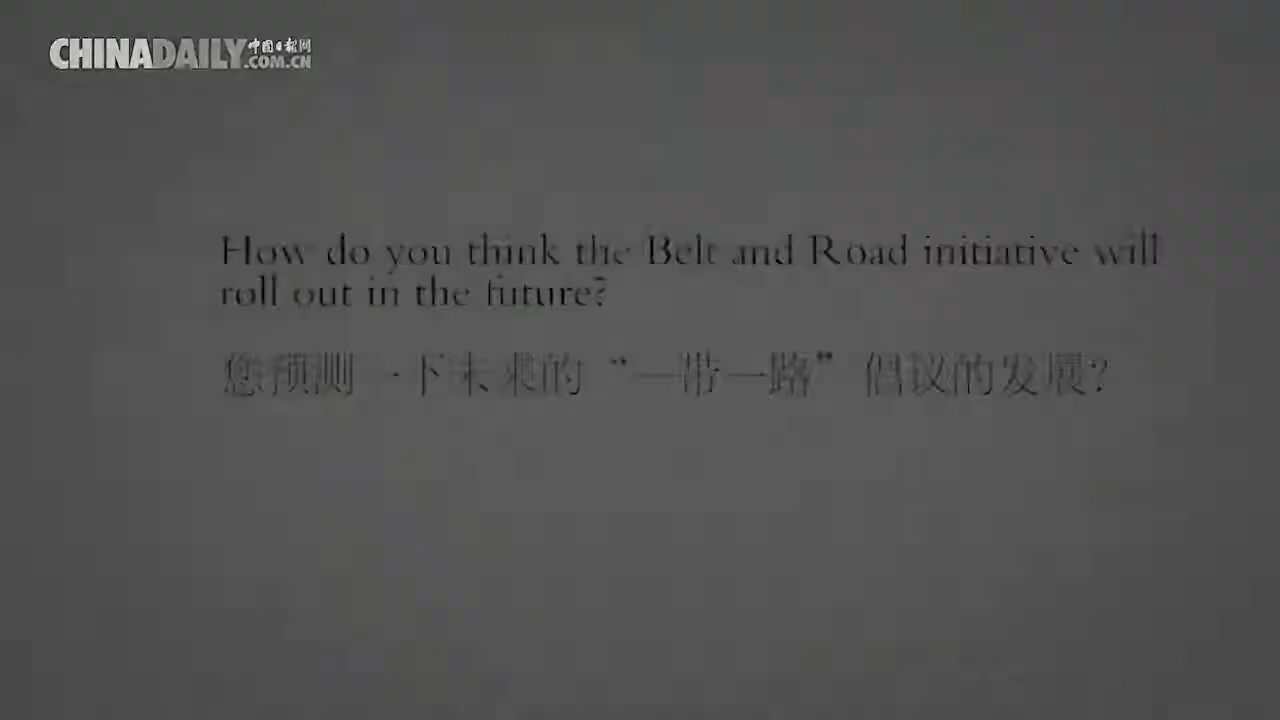 CHINADAILY 中国日报网
.COM.CN
How do you think the Belt and Road initiative will
roll out in the future?
您预测一下未来的“一带一路”倡议的发展?